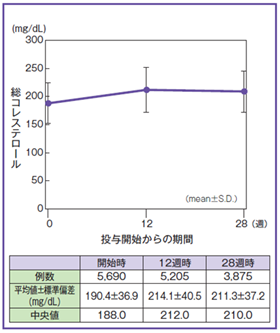 (mg/dL)
300
250
200
150
100
50
0
総コレステロール
(mean±S.D.)
0 12 28 (週)
投与開始からの期間
開始時 12週時 28週時
例数 5,690 5,205 3,875
平均値±標準偏差
(mg/dL) 190.4±36.9 214.1±40.5 211.3±37.2
中央値 188.0 212.0 210.0